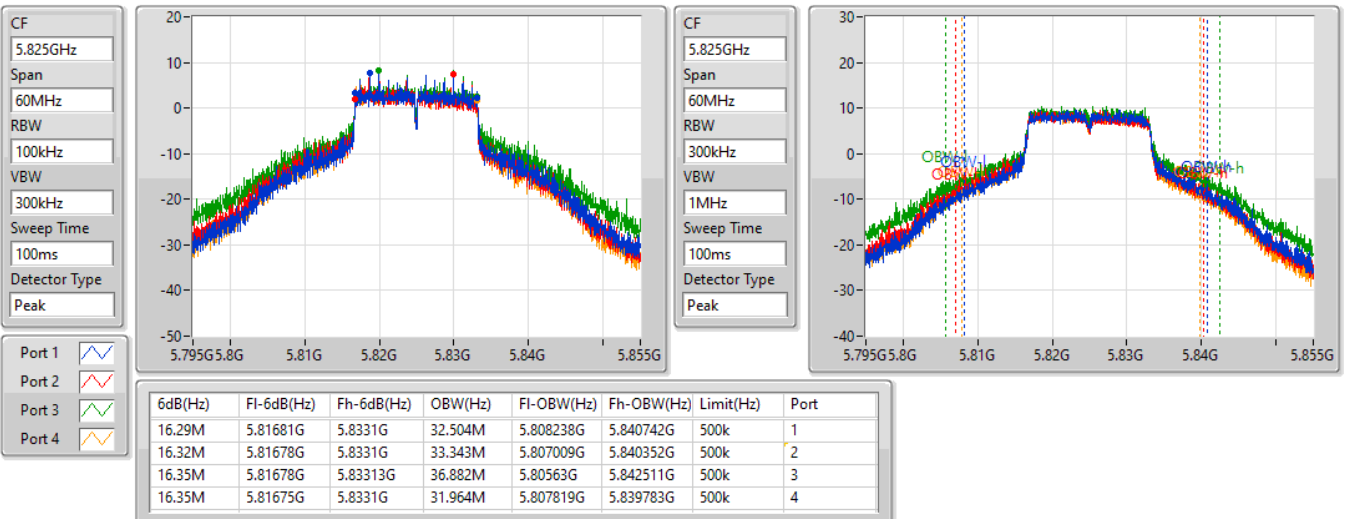 CF
5.825GHz
Span
60MHz
RBW
100kHz
VBW
300kHz
Sweep Time
100ms
Detector Type
Peak
20
10
0
-10
-20
-30
-40
-50
5.795G 5.8G 5.81G 5.82G 5.83G 5.84G 5.855G
CF
5.825GHz
Span
60MHz
RBW
300kHz
VBW
1MHz
Sweep Time
100ms
Detector Type
Peak
30
20
10
0
-10
-20
-30
-40
5.795G 5.8G 5.81G 5.82G 5.83G 5.84G 5.855G
Port 1
Port 2
Port 3
Port 4
6dB(Hz) Fl-6dB(Hz) Fh-6dB(Hz) OBW(Hz) Fl-OBW(Hz) Fh-OBW(Hz) Limit(Hz) Port
16.29M 5.81681G 5.8331G 32.504M 5.808238G 5.840742G 500k 1
16.32M 5.81678G 5.8331G 33.343M 5.807009G 5.840352G 500k 2
16.35M 5.81678G 5.83313G 36.882M 5.80563G 5.842511G 500k 3
16.35M 5.81675G 5.8331G 31.964M 5.807819G 5.839783G 500k 4